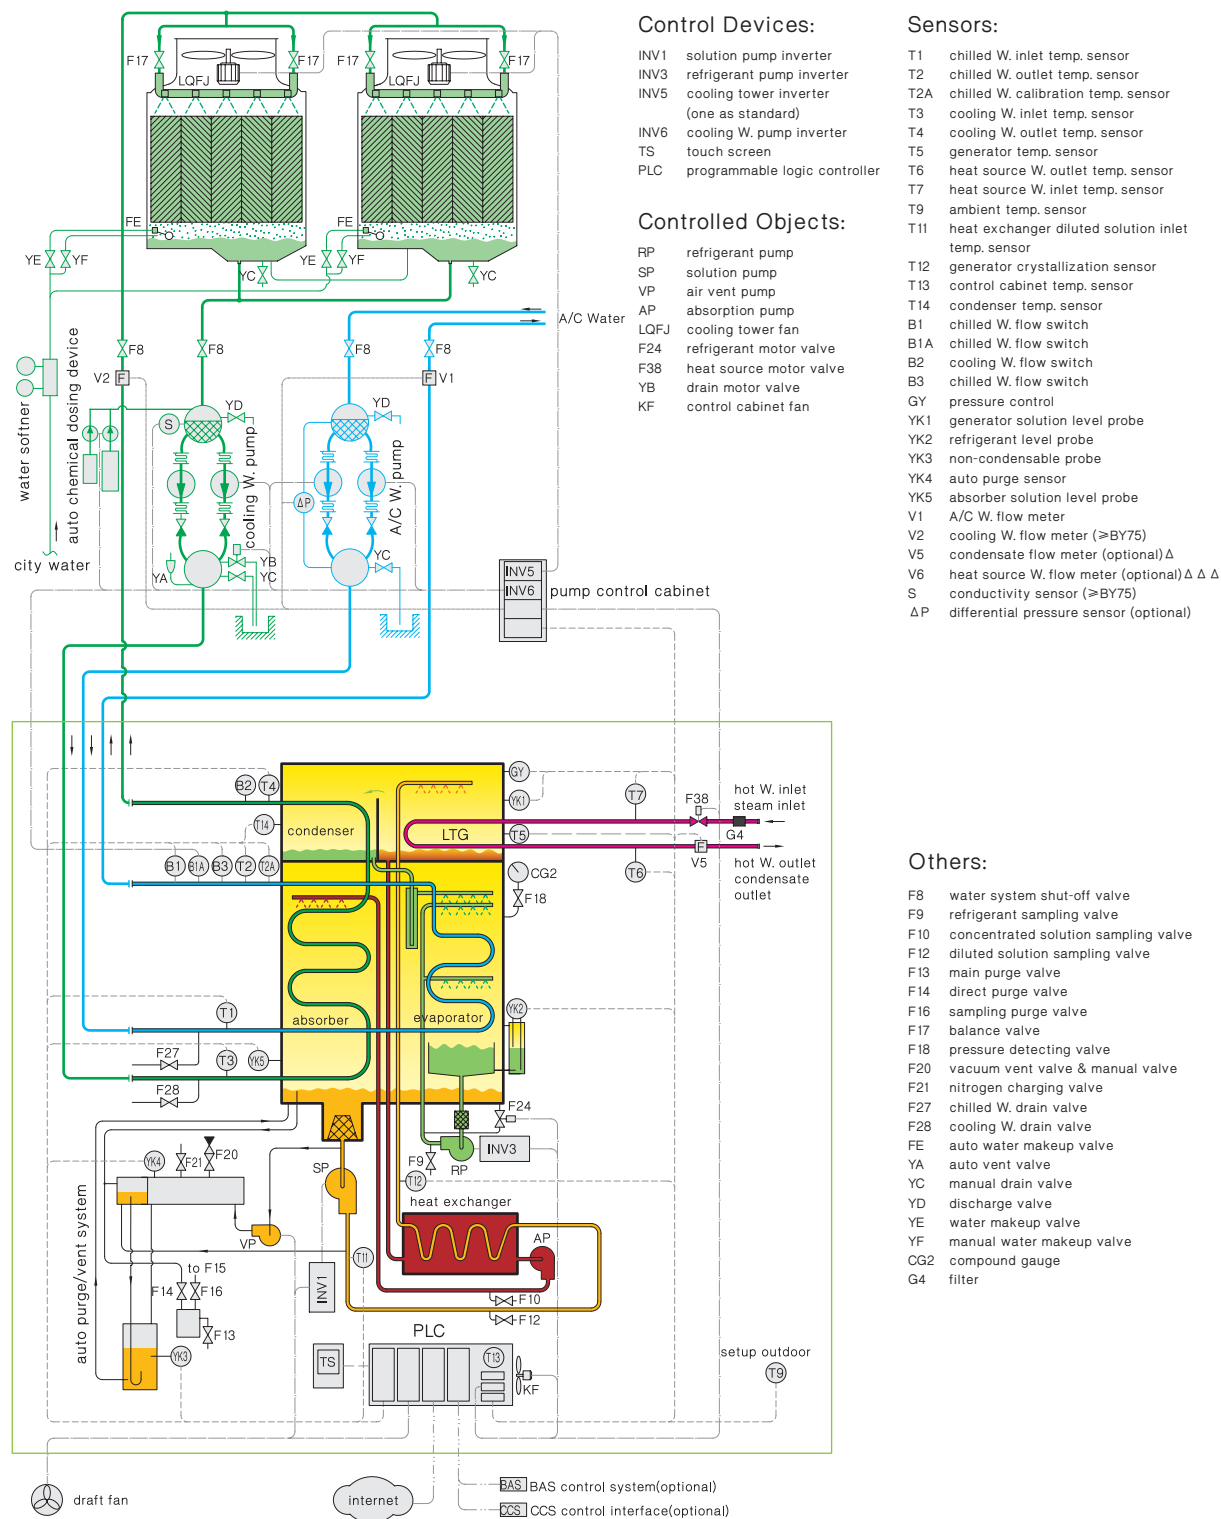 Control Devices:
INV1 solution pump inverter
INV3 refrigerant pump inverter
INV5 cooling tower inverter
(one as standard)
INV6 cooling W. pump inverter
TS touch screen
PLC programmable logic controller
Controlled Objects:
RP refrigerant pump
SP solution pump
VP air vent pump
AP absorption pump
LQFJ cooling tower fan
F24 refrigerant motor valve
F38 heat source motor valve
YB drain motor valve
KF control cabinet fan
Sensors:
T1 chilled W. inlet temp. sensor
T2 chilled W. outlet temp. sensor
T2A chilled W. calibration temp. sensor
T3 cooling W. inlet temp. sensor
T4 cooling W. outlet temp. sensor
T5 generator temp. sensor
T6 heat source W. outlet temp. sensor
T7 heat source W. inlet temp. sensor
T9 ambient temp. sensor
T11 heat exchanger diluted solution inlet
temp. sensor
T12 generator crystallization sensor
T13 control cabinet temp. sensor
T14 condenser temp. sensor
B1 chilled W. flow switch
B1A chilled W. flow switch
B2 cooling W. flow switch
B3 chilled W. flow switch
GY pressure control
YK1 generator solution level probe
YK2 refrigerant level probe
YK3 non-condensable probe
YK4 auto purge sensor
YK5 absorber solution level probe
V1 A/C W. flow meter
V2 cooling W. flow meter (≥BY75)
V5 condensate flow meter (optional)Δ
V6 heat source W. flow meter (optional)ΔΔΔ
S conductivity sensor (≥BY75)
ΔP differential pressure sensor (optional)
Others:
F8 water system shut-off valve
F9 refrigerant sampling valve
F10 concentrated solution sampling valve
F12 diluted solution sampling valve
F13 main purge valve
F14 direct purge valve
F16 sampling purge valve
F17 balance valve
F18 pressure detecting valve
F20 vacuum vent valve & manual valve
F21 nitrogen charging valve
F27 chilled W. drain valve
F28 cooling W. drain valve
FE auto water makeup valve
YA auto vent valve
YC manual drain valve
YD discharge valve
YE water makeup valve
YF manual water makeup valve
CG2 compound gauge
G4 filter
F17
LQFJ
F17
F17
LQFJ
F17
FE
FE
YE
YF
YC
YE
YF
YC
A/C Water
F8
F8
F8
F8
V2
F
F
V1
water softner
auto chemical dosing device
S
YD
cooling W. pump
YD
A/C W. pump
ΔP
city water
YA
YB
YC
YC
INV5
INV6
pump control cabinet
B2
T4
T14
condenser
LTG
GY
YK1
T5
T7
F38
hot W. inlet
steam inlet
G4
F
V5
T6
hot W. outlet
condensate
outlet
B1
B1A
B3
T2
T2A
CG2
F18
T1
absorber
evaporator
YK2
F27
T3
YK5
F28
F24
F9
RP
INV3
YK4
F21
F20
SP
T12
heat exchanger
AP
VP
T11
auto purge/vent system
to F15
F14
F16
F13
INV1
F10
F12
YK3
PLC
TS
T13
KF
setup outdoor
T9
draft fan
internet
BAS BAS control system(optional)
CCS CCS control interface(optional)